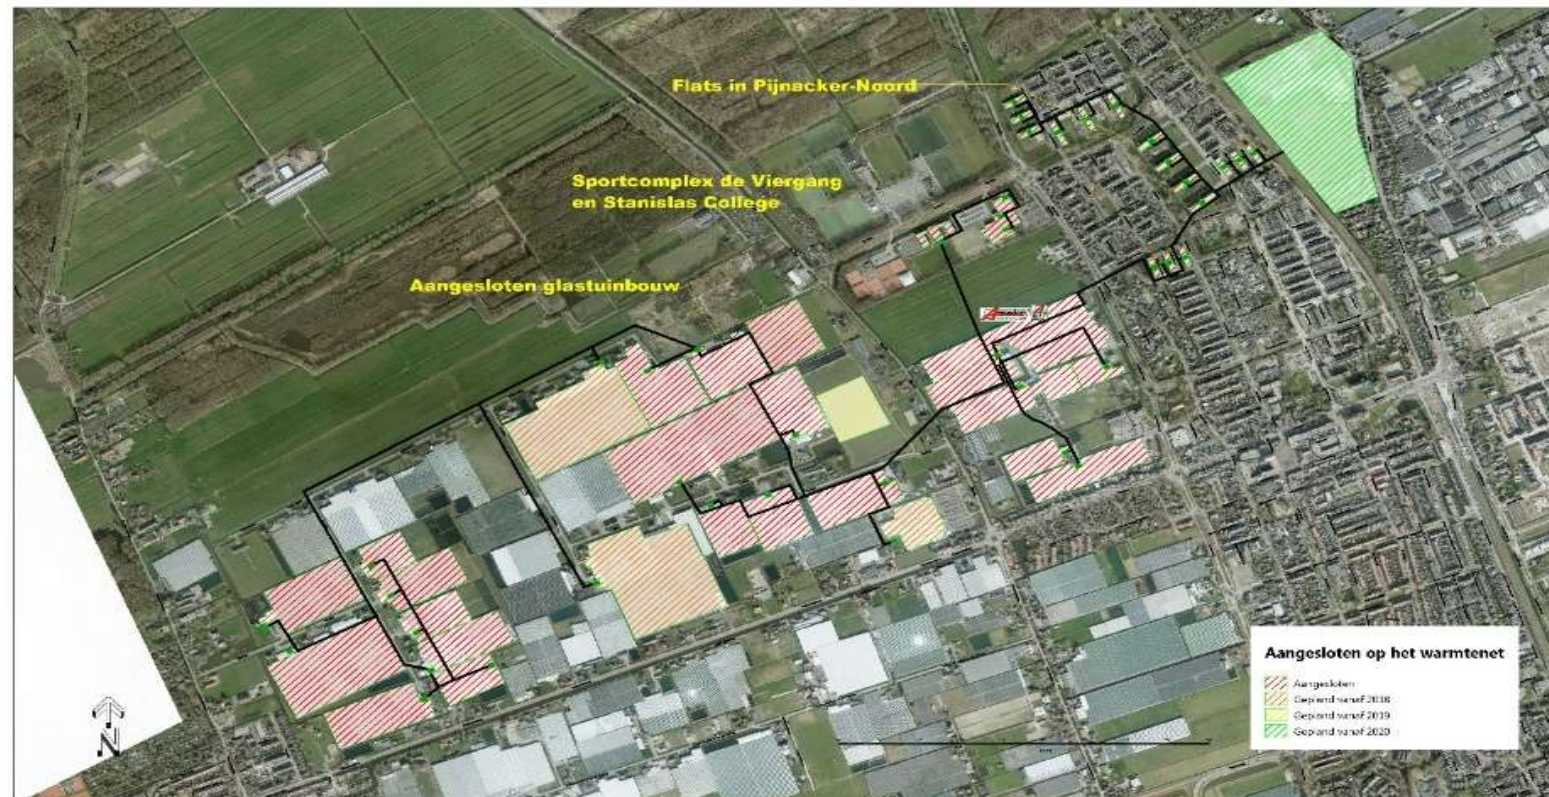 Flats in Pijnacker-Noord
Sportcomplex de Viergang
en Stanislas College
Aangesloten glastuinbouw
Ammerlaan
Aangesloten op het warmtenet
Aangesloten
Gepland vanaf 2018
Gepland vanaf 2019
Gepland vanaf 2020
N